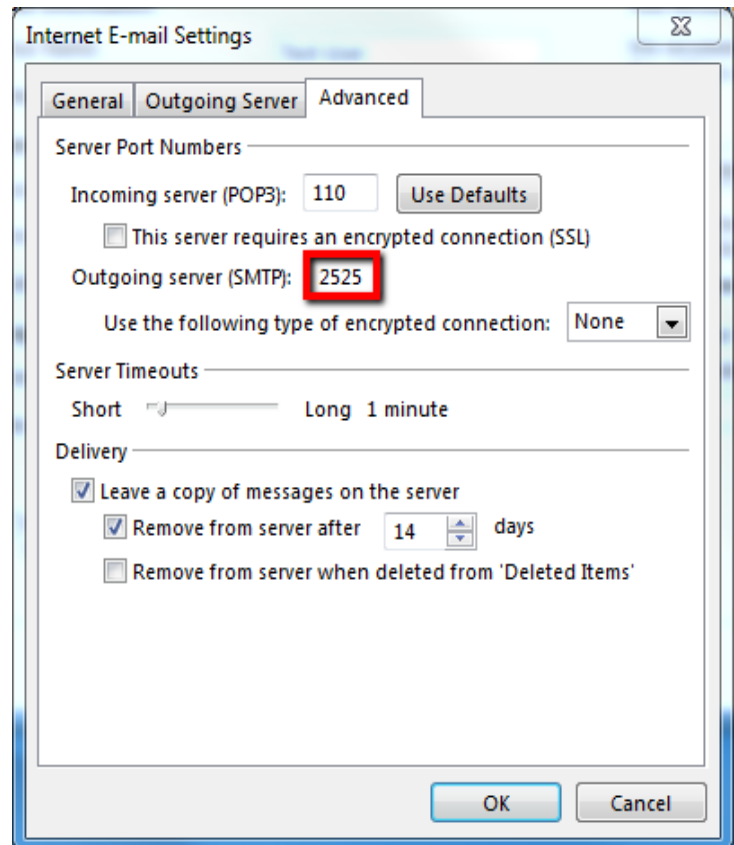 Internet E-mail Settings
General Outgoing Server Advanced
Server Port Numbers
Incoming server (POP3): 110 Use Defaults
This server requires an encrypted connection (SSL)
Outgoing server (SMTP): 2525
Use the following type of encrypted connection: None
Server Timeouts
Short Long 1 minute
Delivery
Leave a copy of messages on the server
Remove from server after 14 days
Remove from server when deleted from 'Deleted Items'
OK Cancel